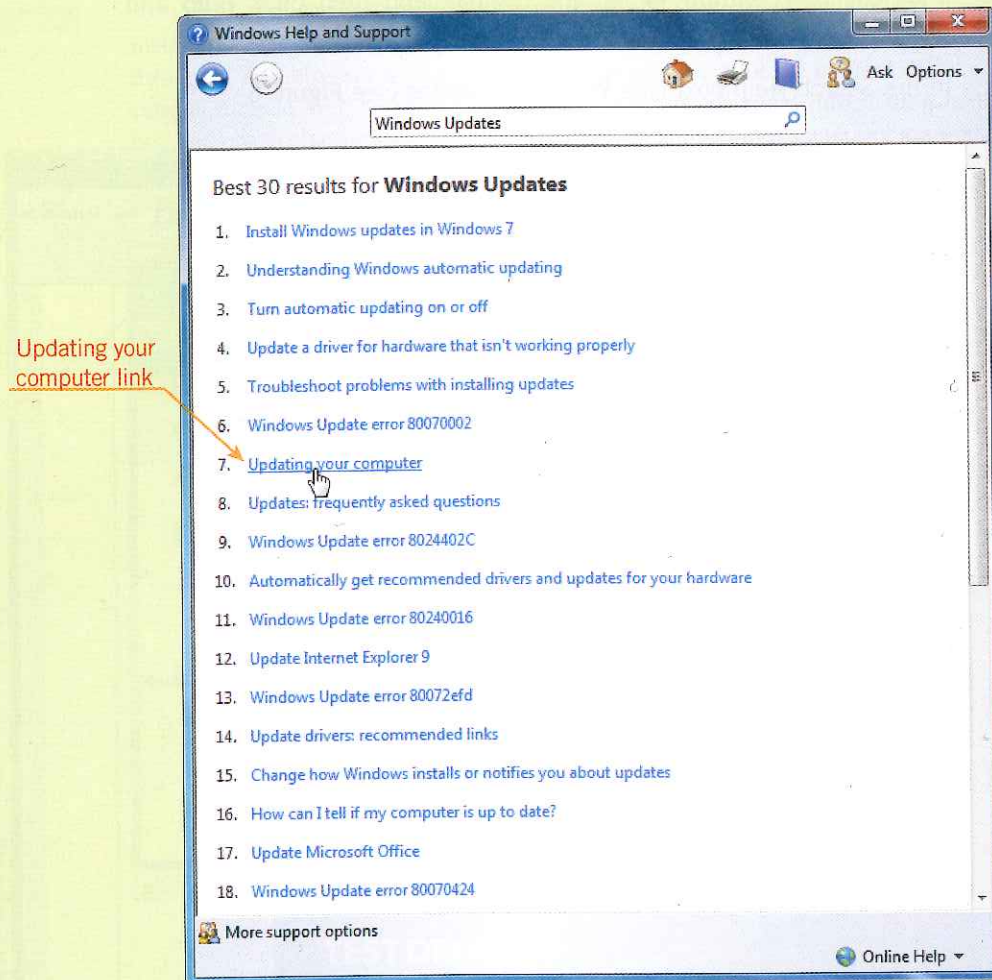 Windows Help and Support
Ask Options
Windows Updates
Best 30 results for Windows Updates
1. Install Windows updates in Windows 7
2. Understanding Windows automatic updating
3. Turn automatic updating on or off
4. Update a driver for hardware that isn't working properly
5. Troubleshoot problems with installing updates
6. Windows Update error 80070002
Updating your
computer link
7. Updating your computer
8. Updates: frequently asked questions
9. Windows Update error 8024402C
10. Automatically get recommended drivers and updates for your hardware
11. Windows Update error 80240016
12. Update Internet Explorer 9
13. Windows Update error 80072efd
14. Update drivers: recommended links
15. Change how Windows installs or notifies you about updates
16. How can I tell if my computer is up to date?
17. Update Microsoft Office
18. Windows Update error 80070424
More support options
Online Help